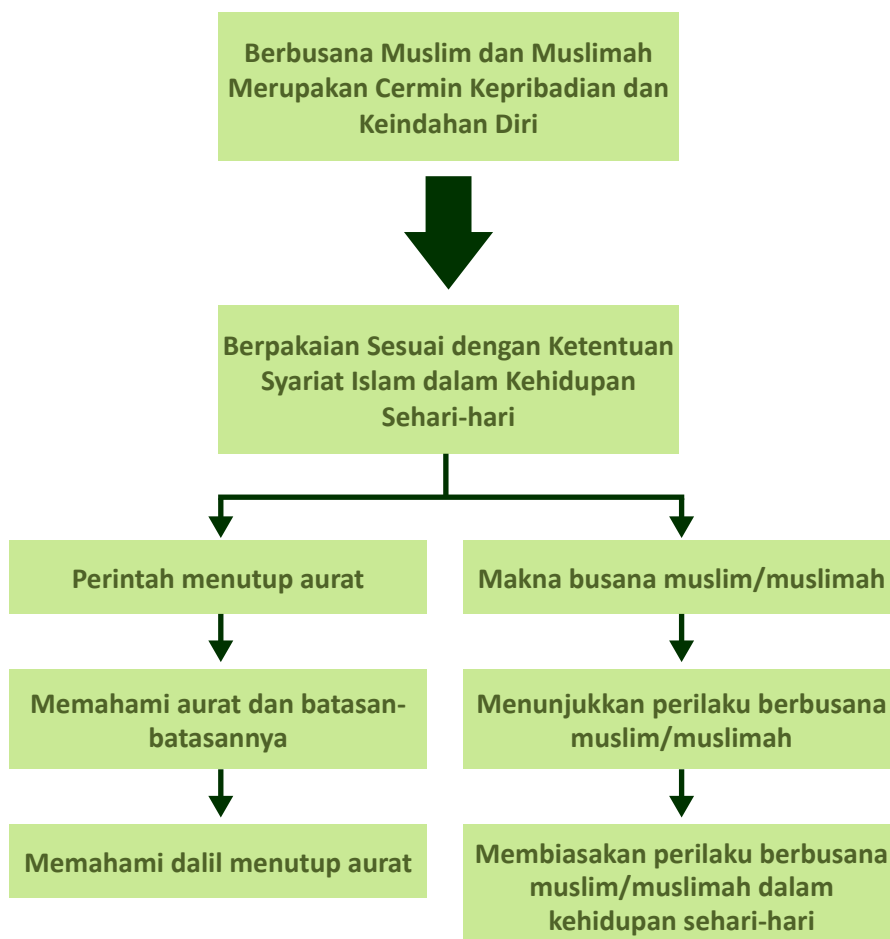 Berbusana Muslim dan Muslimah
Merupakan Cermin Kepribadian dan
Keindahan Diri
Berpakaian Sesuai dengan Ketentuan
Syariat Islam dalam Kehidupan
Sehari-hari
Perintah menutup aurat
Makna busana muslim/muslimah
Memahami aurat dan batasan-
batasannya
Menunjukkan perilaku berbusana
muslim/muslimah
Memahami dalil menutup aurat
Membiasakan perilaku berbusana
muslim/muslimah dalam
kehidupan sehari-hari